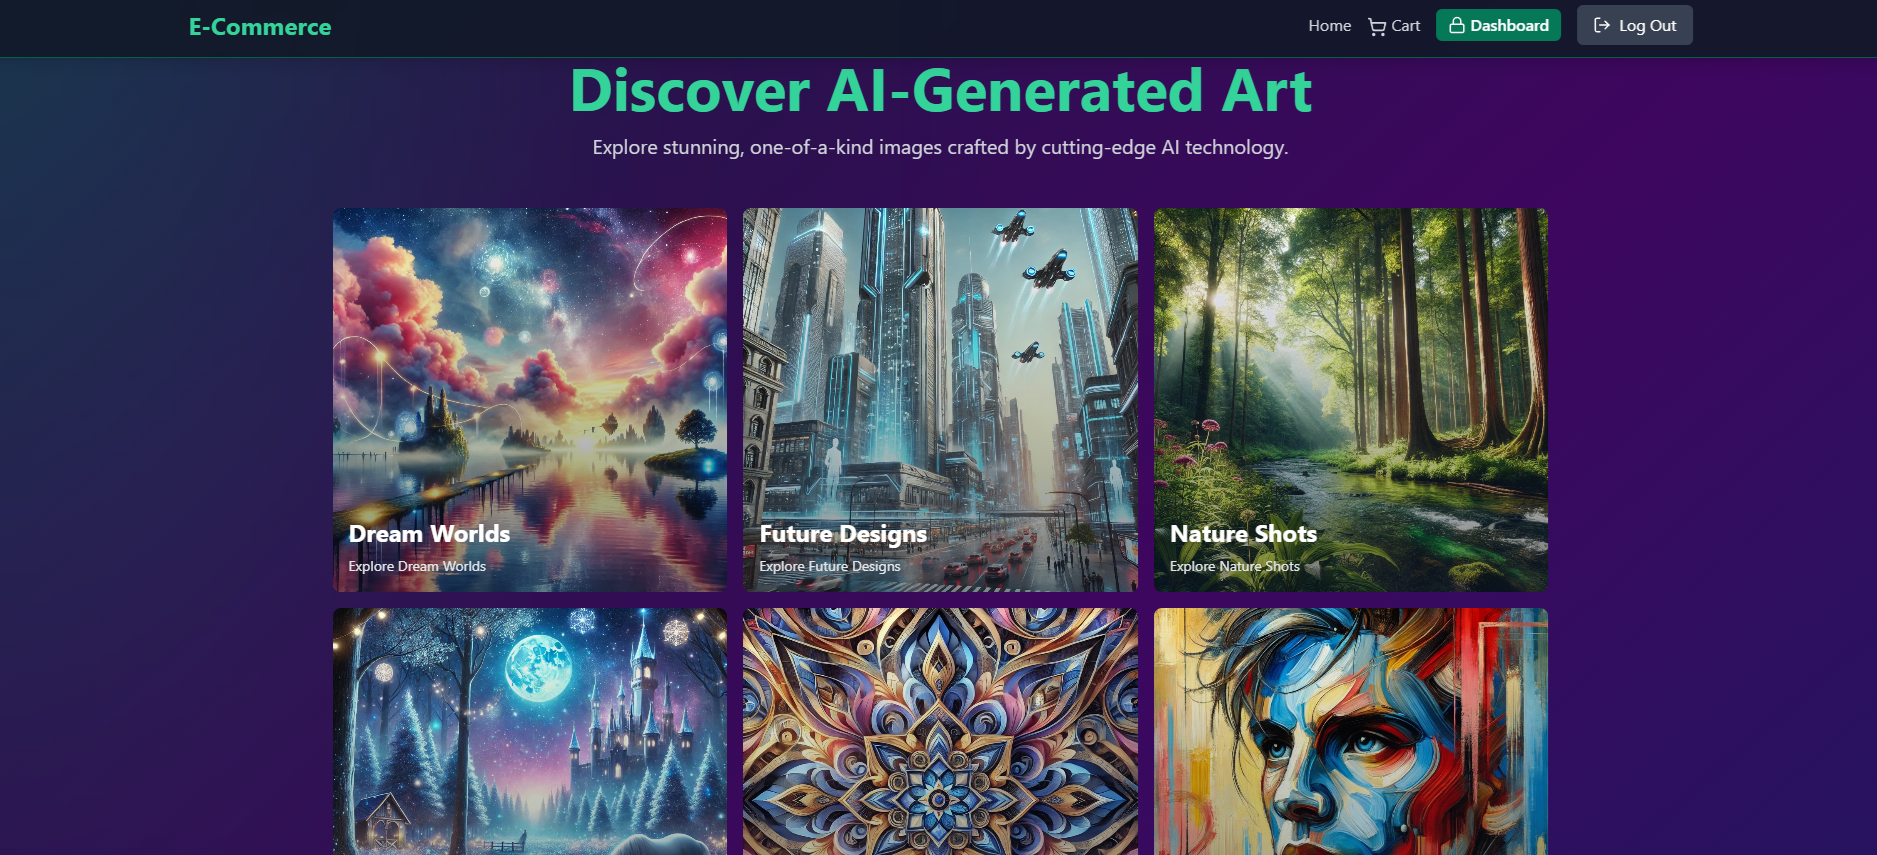 E-Commerce
Home Cart Dashboard Log Out
Discover AI-Generated Art
Explore stunning, one-of-a-kind images crafted by cutting-edge AI technology.
Dream Worlds
Explore Dream Worlds
Future Designs
Explore Future Designs
Nature Shots
Explore Nature Shots